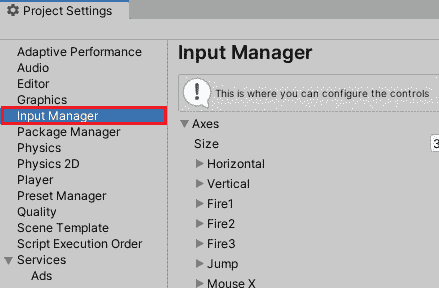 Project Settings
Adaptive Performance
Audio
Editor
Graphics
Input Manager
Package Manager
Physics
Physics 2D
Player
Preset Manager
Quality
Scene Template
Script Execution Order
Services
Ads
Input Manager
This is where you can configure the controls
Axes
Size
3
Horizontal
Vertical
Fire1
Fire2
Fire3
Jump
Mouse X